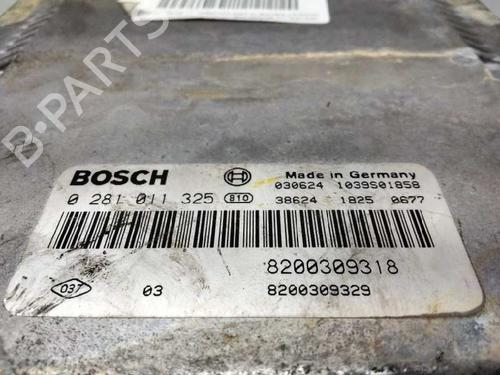 BOSCH
Made in Germany
030624 1039S01858
0 281 011 325 810
38624 1825 0677
8200309318
037
03
8200309329
B-PARTS